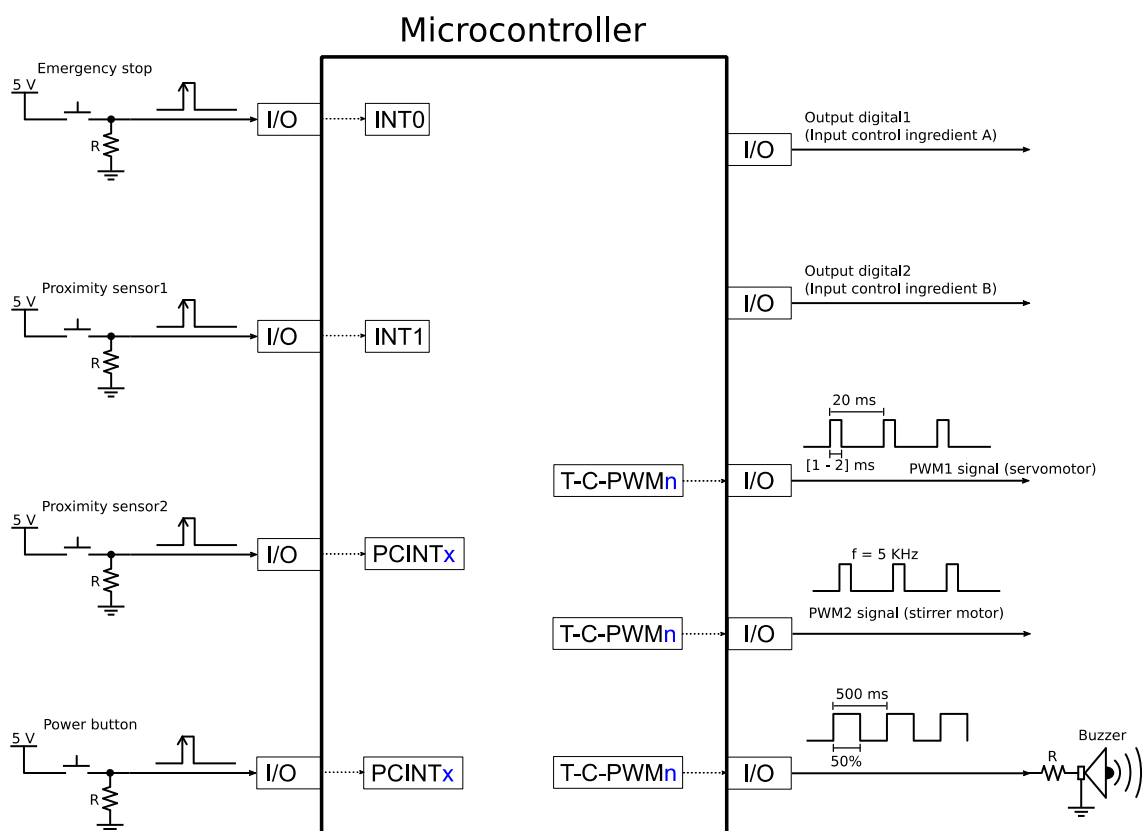 Microcontroller
Emergency stop
5 V
R
I/O
INT0
Proximity sensor1
5 V
R
I/O
INT1
Proximity sensor2
5 V
R
I/O
PCINTx
Power button
5 V
R
I/O
PCINTx
Output digital1
(Input control ingredient A)
I/O
Output digital2
(Input control ingredient B)
I/O
20 ms
[1 - 2] ms
PWM1 signal (servomotor)
T-C-PWMn
I/O
f = 5 KHz
PWM2 signal (stirrer motor)
T-C-PWMn
I/O
500 ms
50%
T-C-PWMn
I/O
R
Buzzer